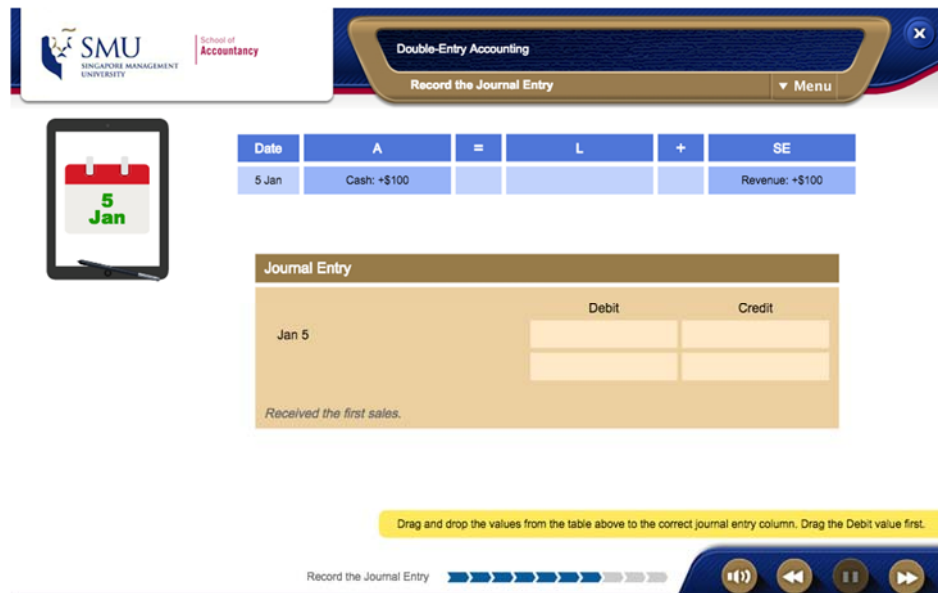 SMU
SINGAPORE MANAGEMENT
UNIVERSITY
School of
Accountancy
Double-Entry Accounting
Record the Journal Entry
▼ Menu
5
Jan
Date A = L + SE
5 Jan Cash: +$100 Revenue: +$100
Journal Entry
Debit Credit
Jan 5
Received the first sales.
Drag and drop the values from the table above to the correct journal entry column. Drag the Debit value first.
Record the Journal Entry